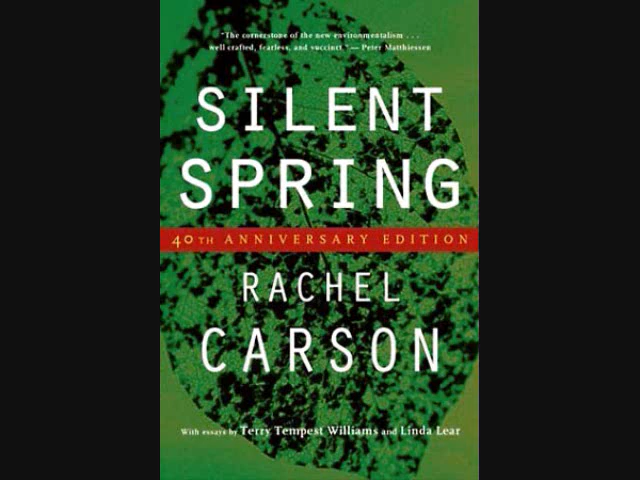 "The cornerstone of the new environmentalism . . .
well crafted, fearless, and succinct." — Peter Matthiessen
SILENT
SPRING
40TH ANNIVERSARY EDITION
RACHEL
CARSON
With essays by Terry Tempest Williams and Linda Lear